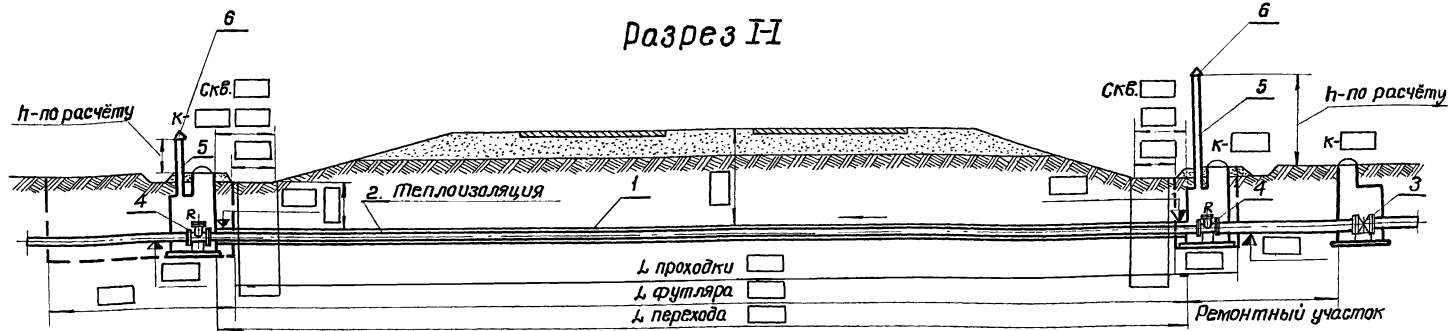 Разрез I-I
6
6
Скв.
Скв.
h-по расчёту
h-по расчёту
К-
5
5
К-
К-
4
2. Теплоизоляция
1
4
3
R
R
L проходки
L футляра
L перехода
Ремонтный участок